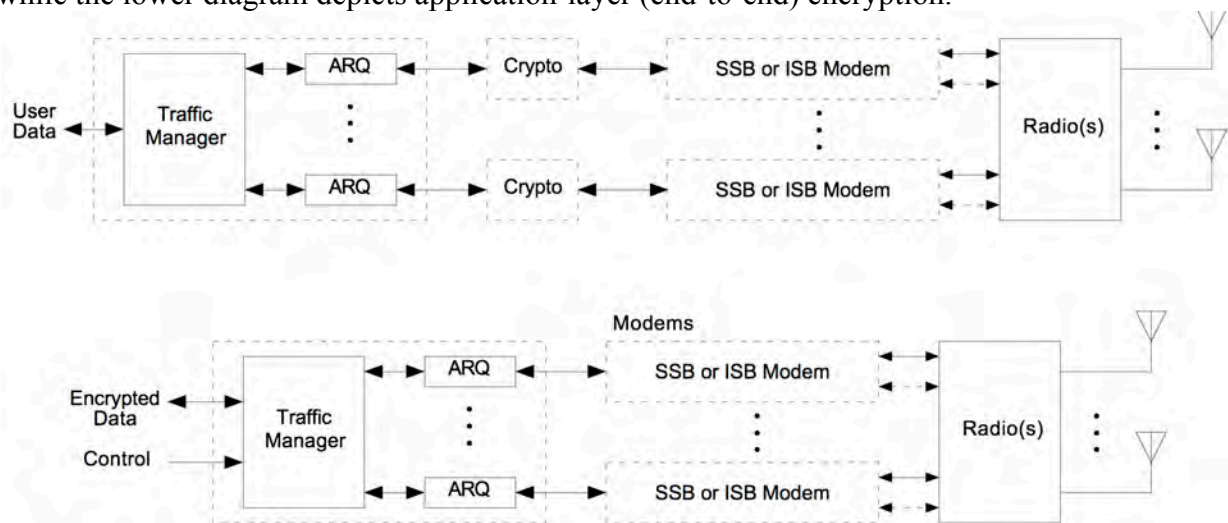 while the lower diagram depicts application-layer (end-to-end) encryption.
ARQ
Crypto
SSB or ISB Modem
User
Data
Traffic
Manager
Radio(s)
ARQ
Crypto
SSB or ISB Modem
Modems
ARQ
SSB or ISB Modem
Encrypted
Data
Traffic
Manager
Control
Radio(s)
ARQ
SSB or ISB Modem